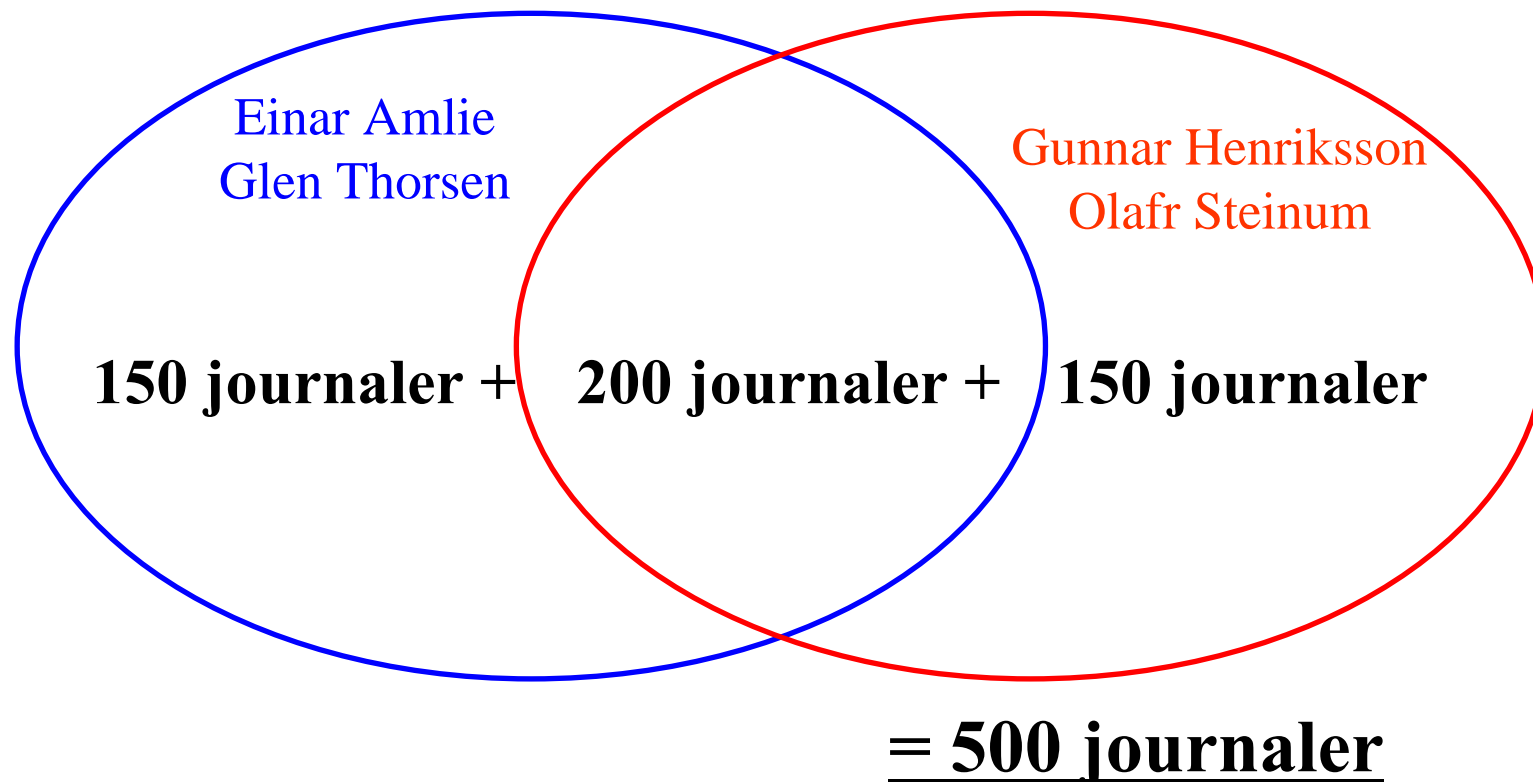 Einar Amlie
Glen Thorsen
Gunnar Henriksson
Olafr Steinum
150 journaler + 200 journaler + 150 journaler
= 500 journaler